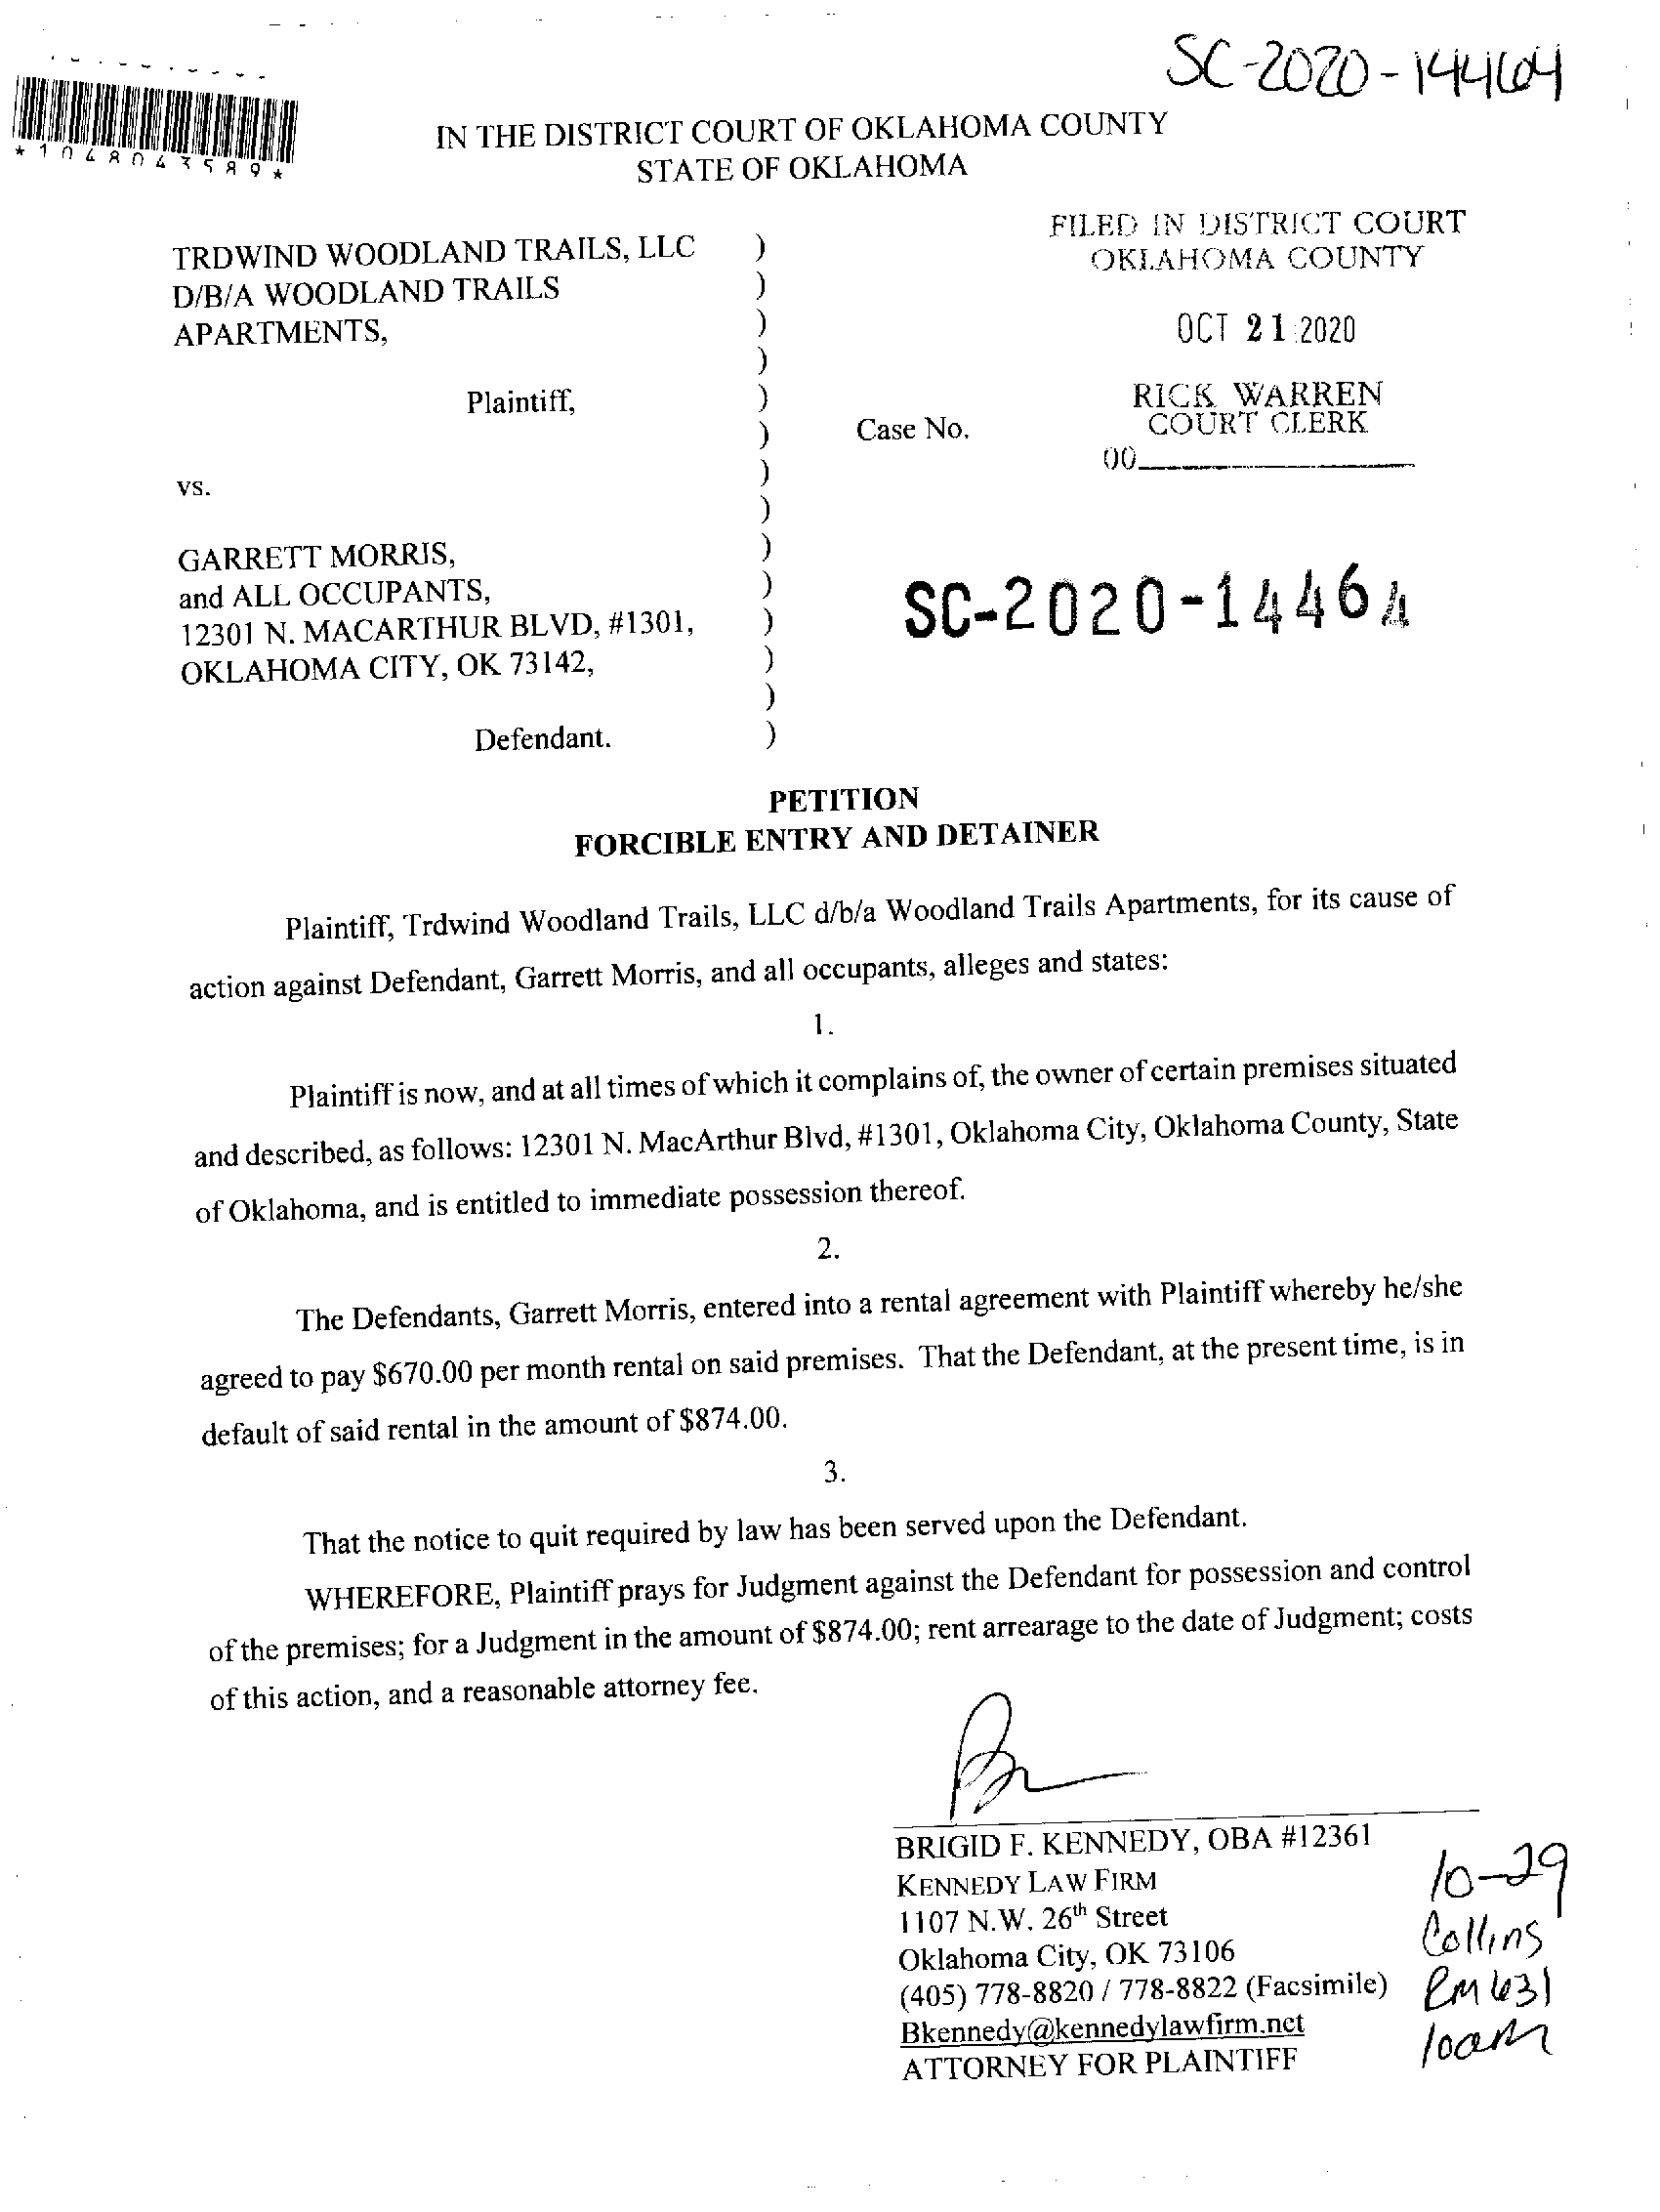 SC-2020-14464
*1048043589*
IN THE DISTRICT COURT OF OKLAHOMA COUNTY
STATE OF OKLAHOMA
FILED IN DISTRICT COURT
OKLAHOMA COUNTY
OCT 21 2020
RICK WARREN
COURT CLERK
00
TRDWIND WOODLAND TRAILS, LLC )
D/B/A WOODLAND TRAILS )
APARTMENTS, )
)
Plaintiff, )
) Case No.
vs. )
)
GARRETT MORRIS, )
and ALL OCCUPANTS, )
12301 N. MACARTHUR BLVD, #1301, )
OKLAHOMA CITY, OK 73142, )
)
Defendant. )
SC-2020-14464
PETITION
FORCIBLE ENTRY AND DETAINER
Plaintiff, Trdwind Woodland Trails, LLC d/b/a Woodland Trails Apartments, for its cause of
action against Defendant, Garrett Morris, and all occupants, alleges and states:
1.
Plaintiff is now, and at all times of which it complains of, the owner of certain premises situated
and described, as follows: 12301 N. MacArthur Blvd, #1301, Oklahoma City, Oklahoma County, State
of Oklahoma, and is entitled to immediate possession thereof.
2.
The Defendants, Garrett Morris, entered into a rental agreement with Plaintiff whereby he/she
agreed to pay $670.00 per month rental on said premises. That the Defendant, at the present time, is in
default of said rental in the amount of $874.00.
3.
That the notice to quit required by law has been served upon the Defendant.
WHEREFORE, Plaintiff prays for Judgment against the Defendant for possession and control
of the premises; for a Judgment in the amount of $874.00; rent arrearage to the date of Judgment; costs
of this action, and a reasonable attorney fee.
BRIGID F. KENNEDY, OBA #12361
KENNEDY LAW FIRM
1107 N.W. 26th Street
Oklahoma City, OK 73106
(405) 778-8820 / 778-8822 (Facsimile)
Bkennedy@kennedylawfirm.net
ATTORNEY FOR PLAINTIFF
10-29
Collins
RM 631
10am